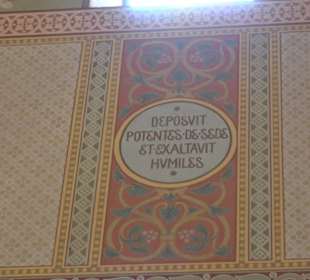 DEPOSVIT
POTENTES·DE·SEDE
ET·EXALTAVIT
HVMILES